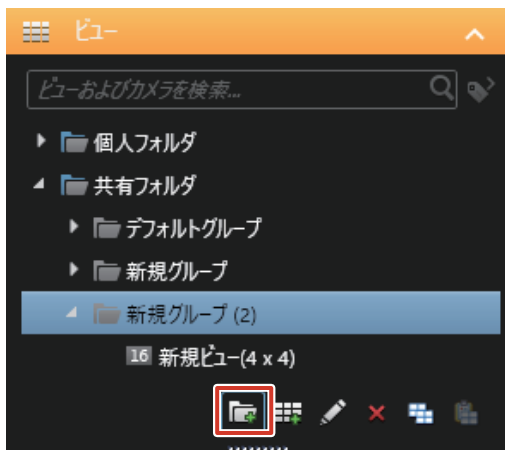 ビュー
ビューおよびカメラを検索...
個人フォルダ
共有フォルダ
デフォルトグループ
新規グループ
新規グループ (2)
16 新規ビュー(4 x 4)